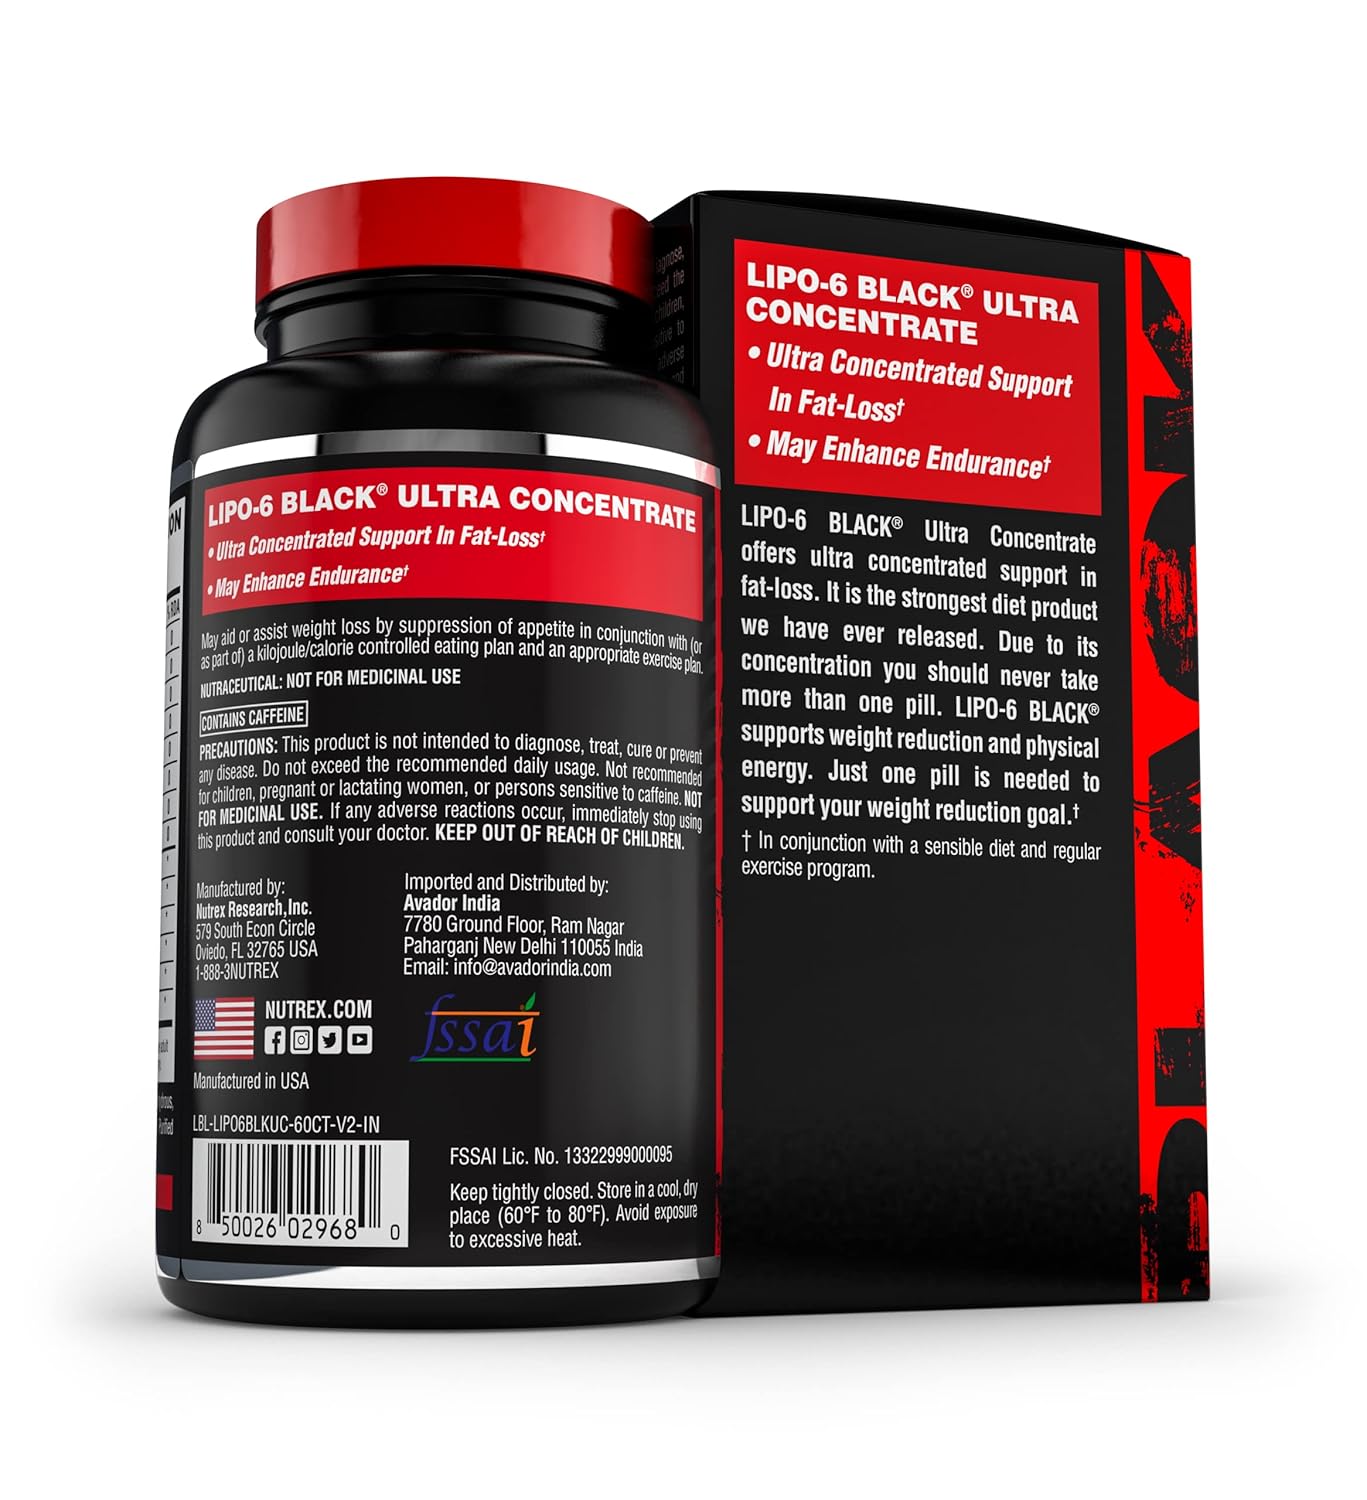 LIPO-6 BLACK® ULTRA CONCENTRATE
• Ultra Concentrated Support In Fat-Loss†
• May Enhance Endurance†
May aid or assist weight loss by suppression of appetite in conjunction with (or
as part of) a kilojoule/calorie controlled eating plan and an appropriate exercise plan.
NUTRACEUTICAL: NOT FOR MEDICINAL USE
CONTAINS CAFFEINE
PRECAUTIONS: This product is not intended to diagnose, treat, cure or prevent
any disease. Do not exceed the recommended daily usage. Not recommended
for children, pregnant or lactating women, or persons sensitive to caffeine. NOT
FOR MEDICINAL USE. If any adverse reactions occur, immediately stop using
this product and consult your doctor. KEEP OUT OF REACH OF CHILDREN.
Manufactured by:
Nutrex Research, Inc.
579 South Econ Circle
Oviedo, FL 32765 USA
1-888-3NUTREX
Imported and Distributed by:
Avador India
7780 Ground Floor, Ram Nagar
Paharganj New Delhi 110055 India
Email: info@avadorindia.com
NUTREX.COM
fssai
Manufactured in USA
LBL-LIPO6BLKUC-60CT-V2-IN
8 50026 02968 0
FSSAI Lic. No. 13322999000095
Keep tightly closed. Store in a cool, dry
place (60°F to 80°F). Avoid exposure
to excessive heat.
ION
RDA
LIPO-6 BLACK® ULTRA
CONCENTRATE
• Ultra Concentrated Support
In Fat-Loss†
• May Enhance Endurance†
LIPO-6 BLACK® Ultra Concentrate
offers ultra concentrated support in
fat-loss. It is the strongest diet product
we have ever released. Due to its
concentration you should never take
more than one pill. LIPO-6 BLACK®
supports weight reduction and physical
energy. Just one pill is needed to
support your weight reduction goal.†
† In conjunction with a sensible diet and regular
exercise program.
BLACK